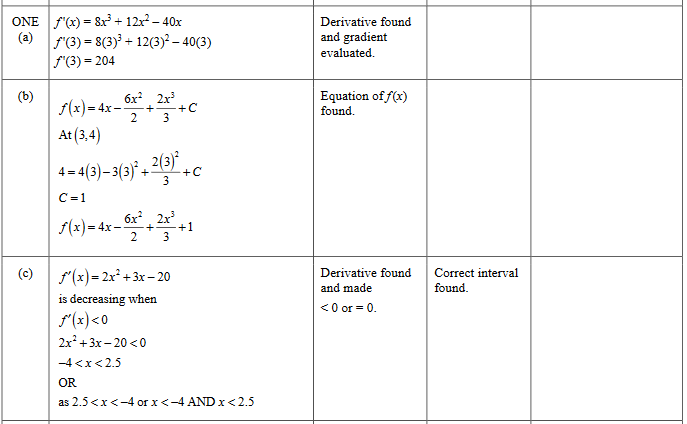 ONE f'(x) = 8x³ + 12x² – 40x Derivative found
(a) f'(3) = 8(3)³ + 12(3)² – 40(3) and gradient
f'(3) = 204 evaluated.
(b) f(x) = 4x – 6x²/2 + 2x³/3 + C Equation of f(x)
found.
At (3,4)
4 = 4(3) – 3(3)² + 2(3)²/3 + C
C = 1
f(x) = 4x – 6x²/2 + 2x³/3 + 1
(c) f'(x) = 2x² + 3x – 20 Derivative found Correct interval
and made found.
is decreasing when
< 0 or = 0.
f'(x) < 0
2x² + 3x – 20 < 0
–4 < x < 2.5
OR
as 2.5 < x < –4 or x < –4 AND x < 2.5